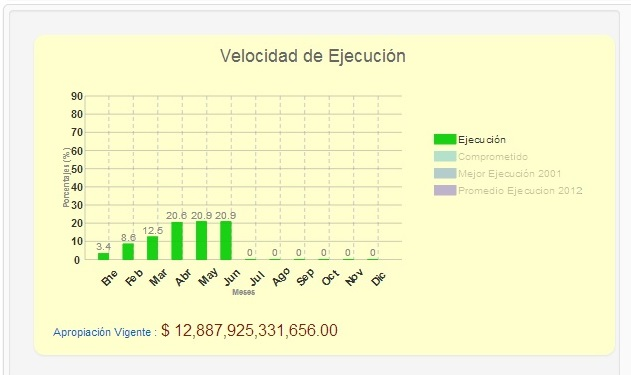 Velocidad de Ejecución
90
80
70
60
50
40
30
20
10
0
Porcentajes (%)
3.4
8.6
12.5
20.6
20.9
20.9
0
0
0
0
0
0
Ene
Feb
Mar
Abr
May
Jun
Jul
Ago
Sep
Oct
Nov
Dic
Meses
Ejecución
Comprometido
Mejor Ejecución 2001
Promedio Ejecucion 2012
Apropiación Vigente : $ 12,887,925,331,656.00